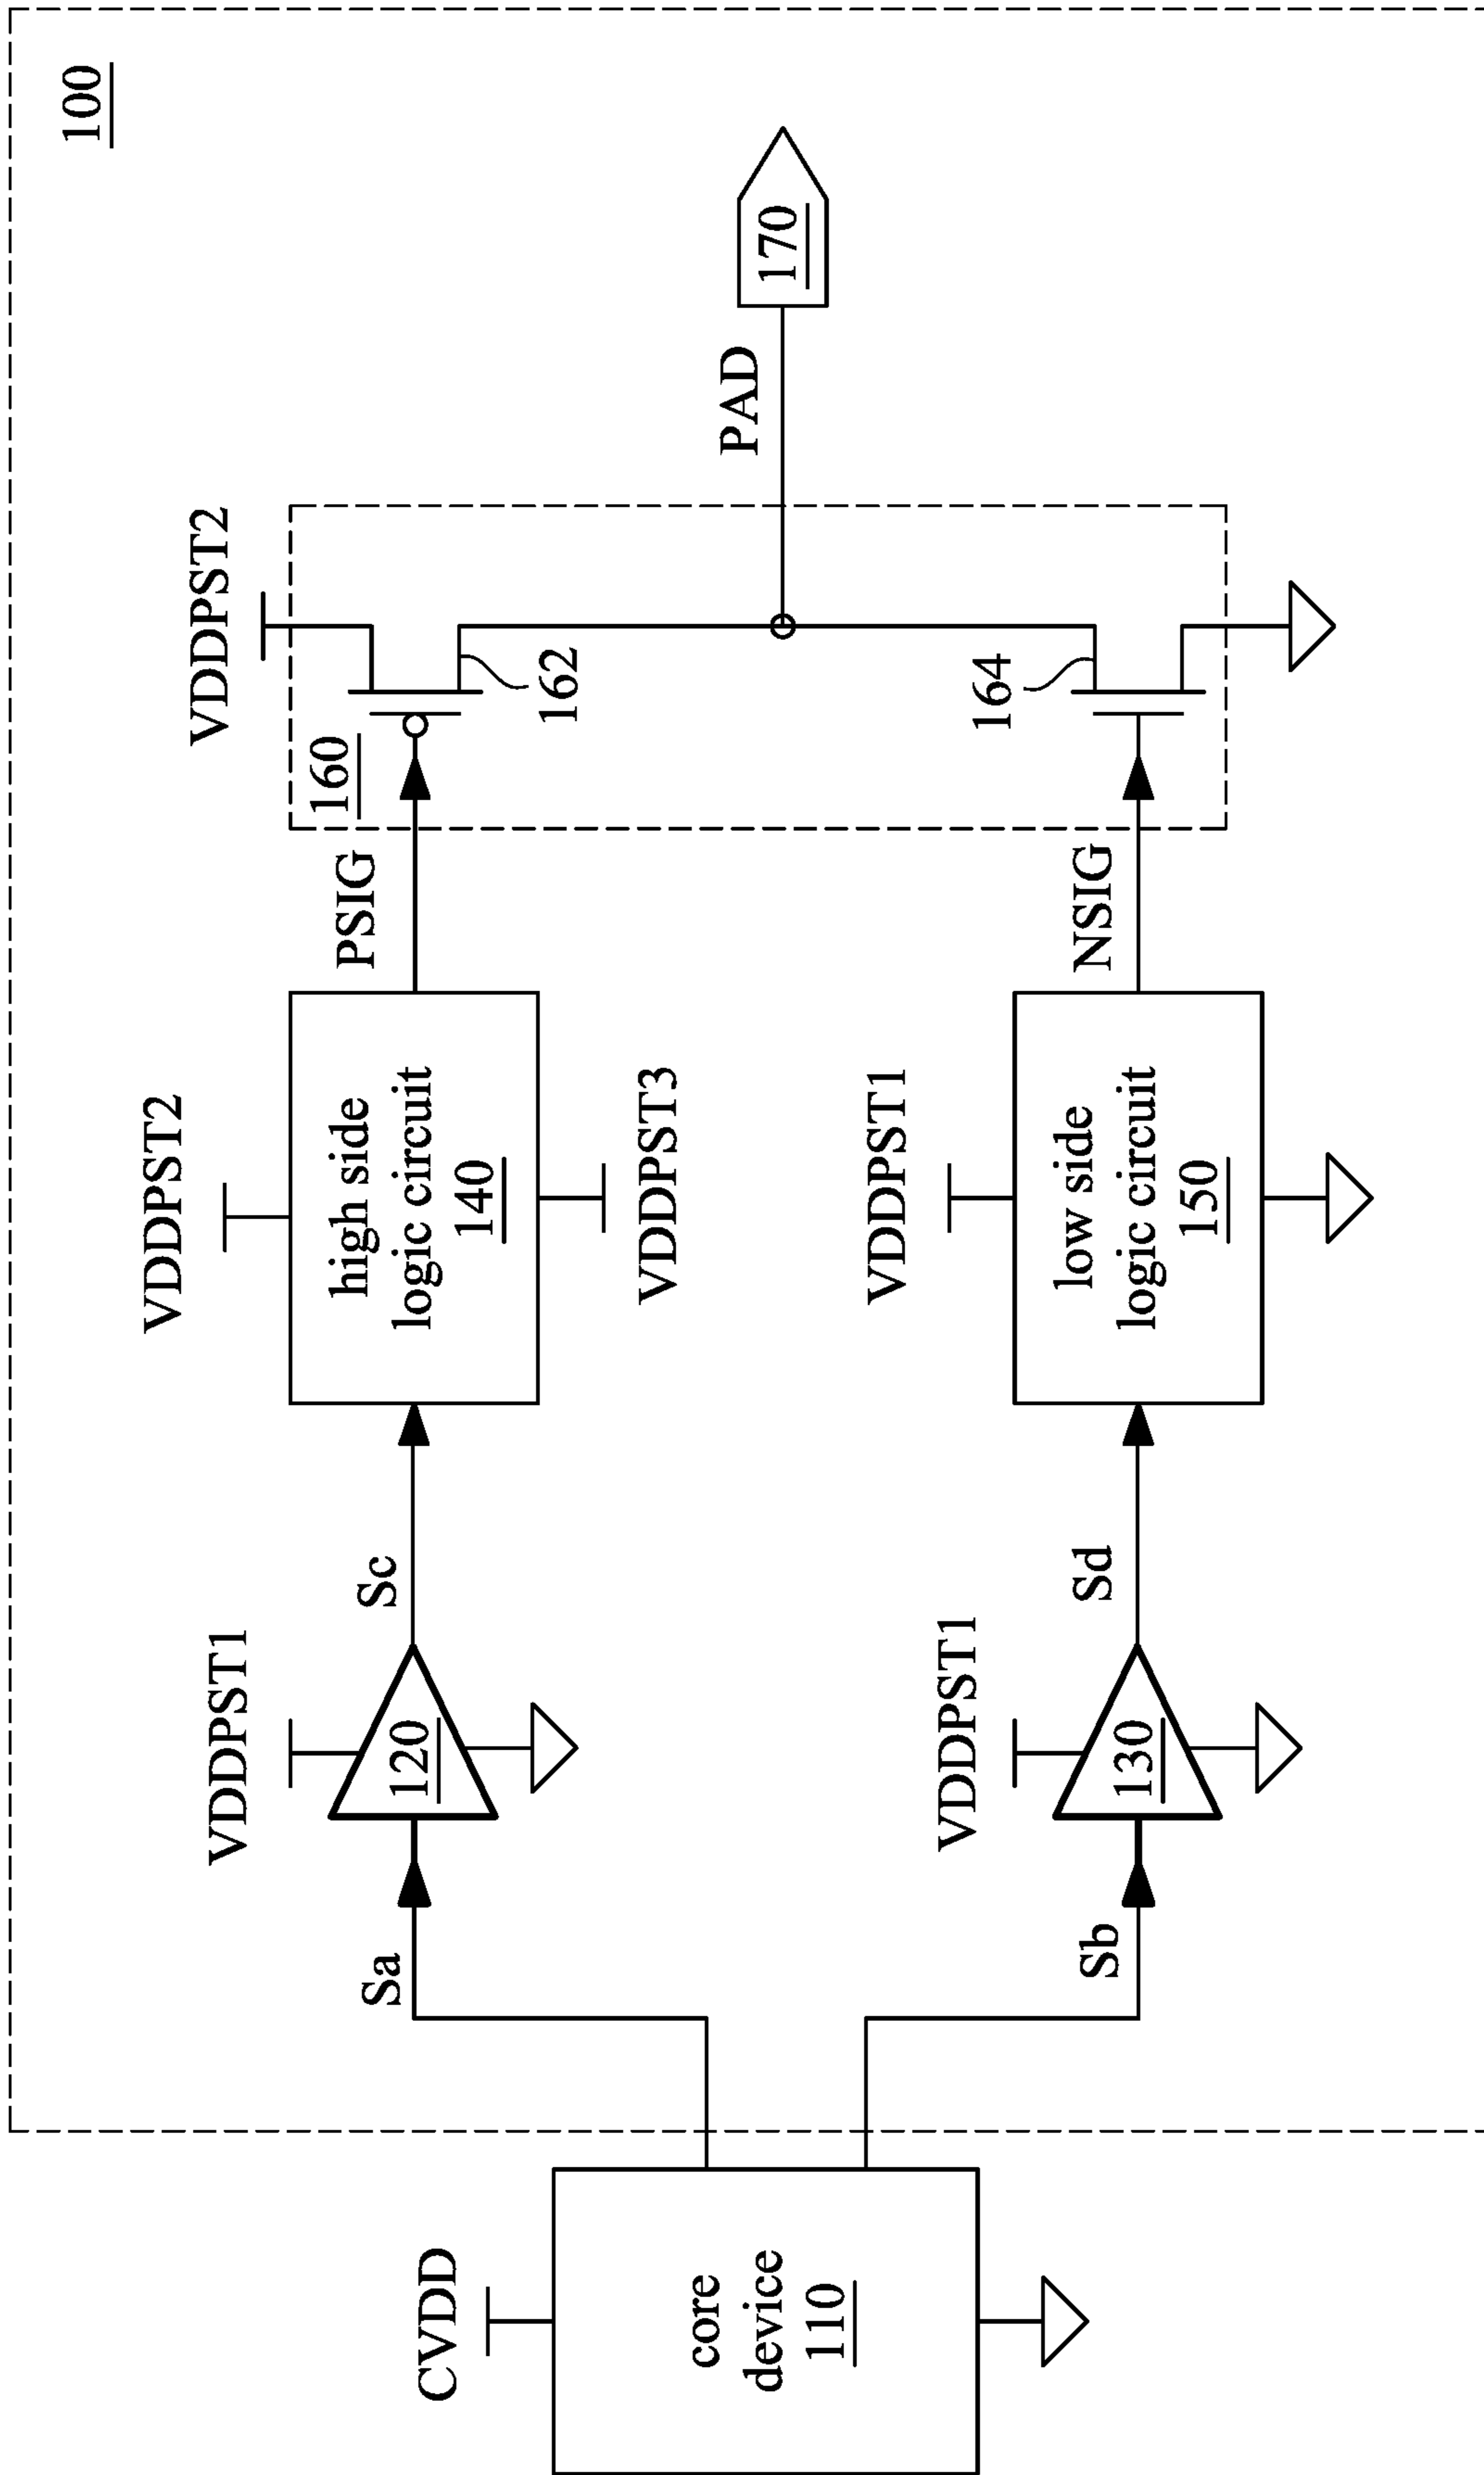 100
CVDD
core
device
110
Sa
Sb
VDDPST1
120
VDDPST1
130
Sc
Sd
VDDPST2
high side
logic circuit
140
VDDPST3
VDDPST1
low side
logic circuit
150
PSIG
NSIG
VDDPST2
160
162
164
PAD
170